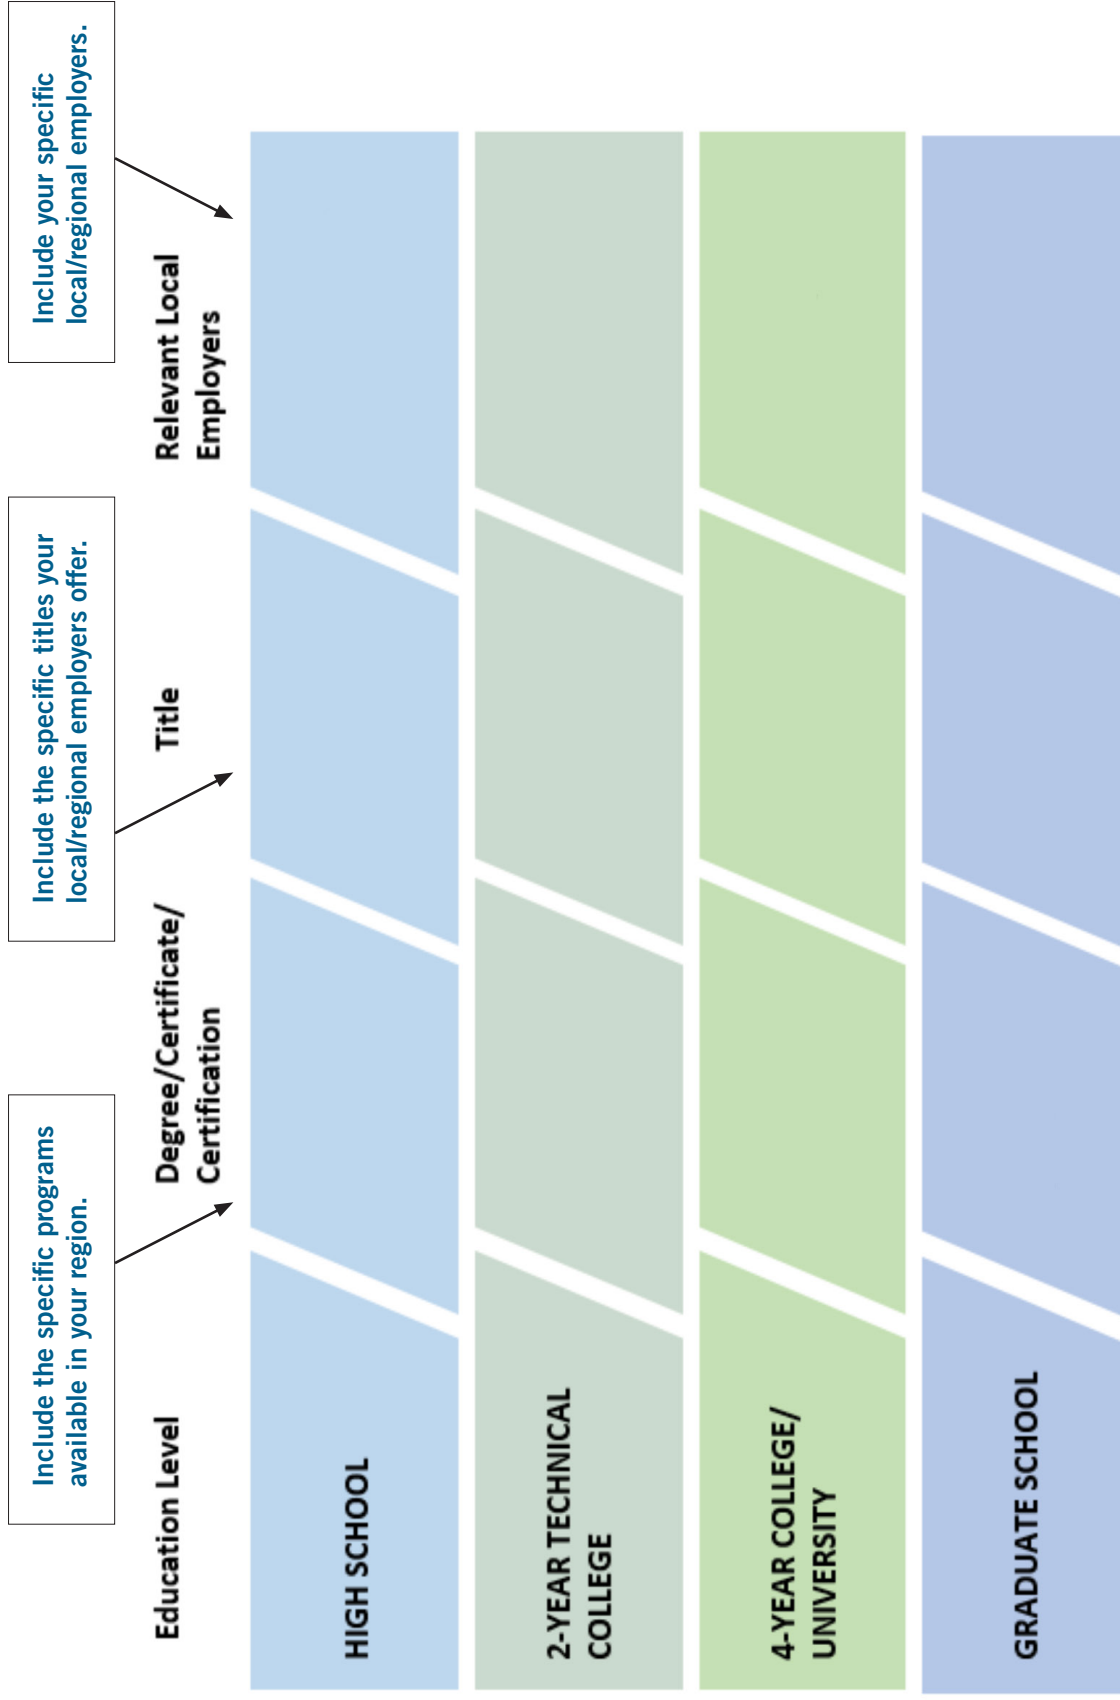 Include the specific programs
available in your region.
Include the specific titles your
local/regional employers offer.
Include your specific
local/regional employers.
Education Level
Degree/Certificate/
Certification
Title
Relevant Local
Employers
HIGH SCHOOL
2-YEAR TECHNICAL
COLLEGE
4-YEAR COLLEGE/
UNIVERSITY
GRADUATE SCHOOL